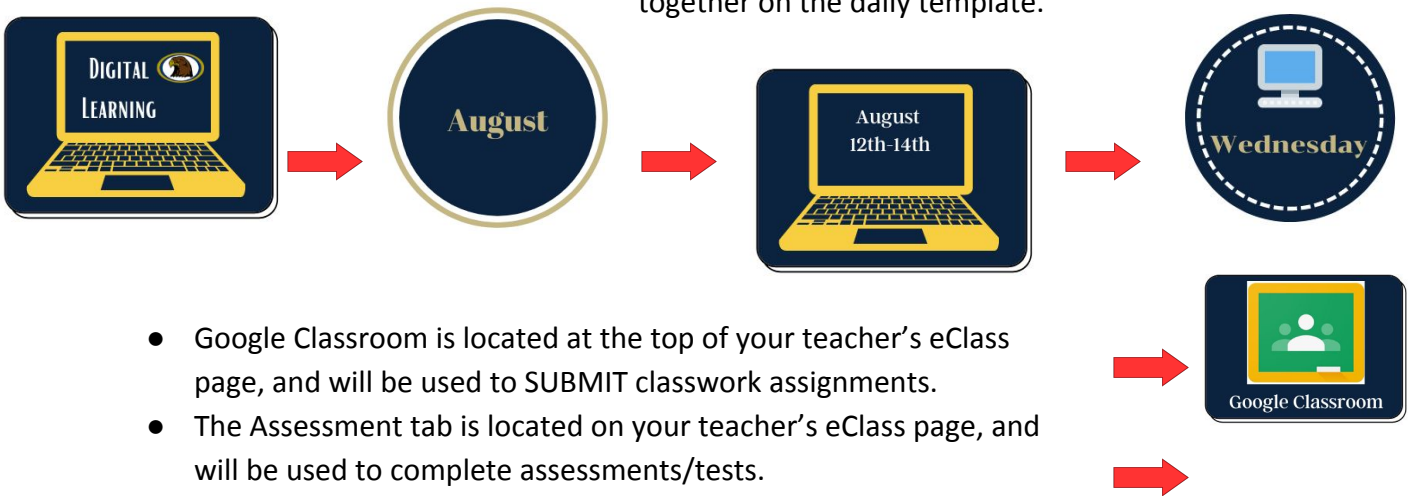 together on the daily template.
DIGITAL
LEARNING
August
August
12th-14th
Wednesday
● Google Classroom is located at the top of your teacher’s eClass
page, and will be used to SUBMIT classwork assignments.
Google Classroom
● The Assessment tab is located on your teacher’s eClass page, and
will be used to complete assessments/tests.